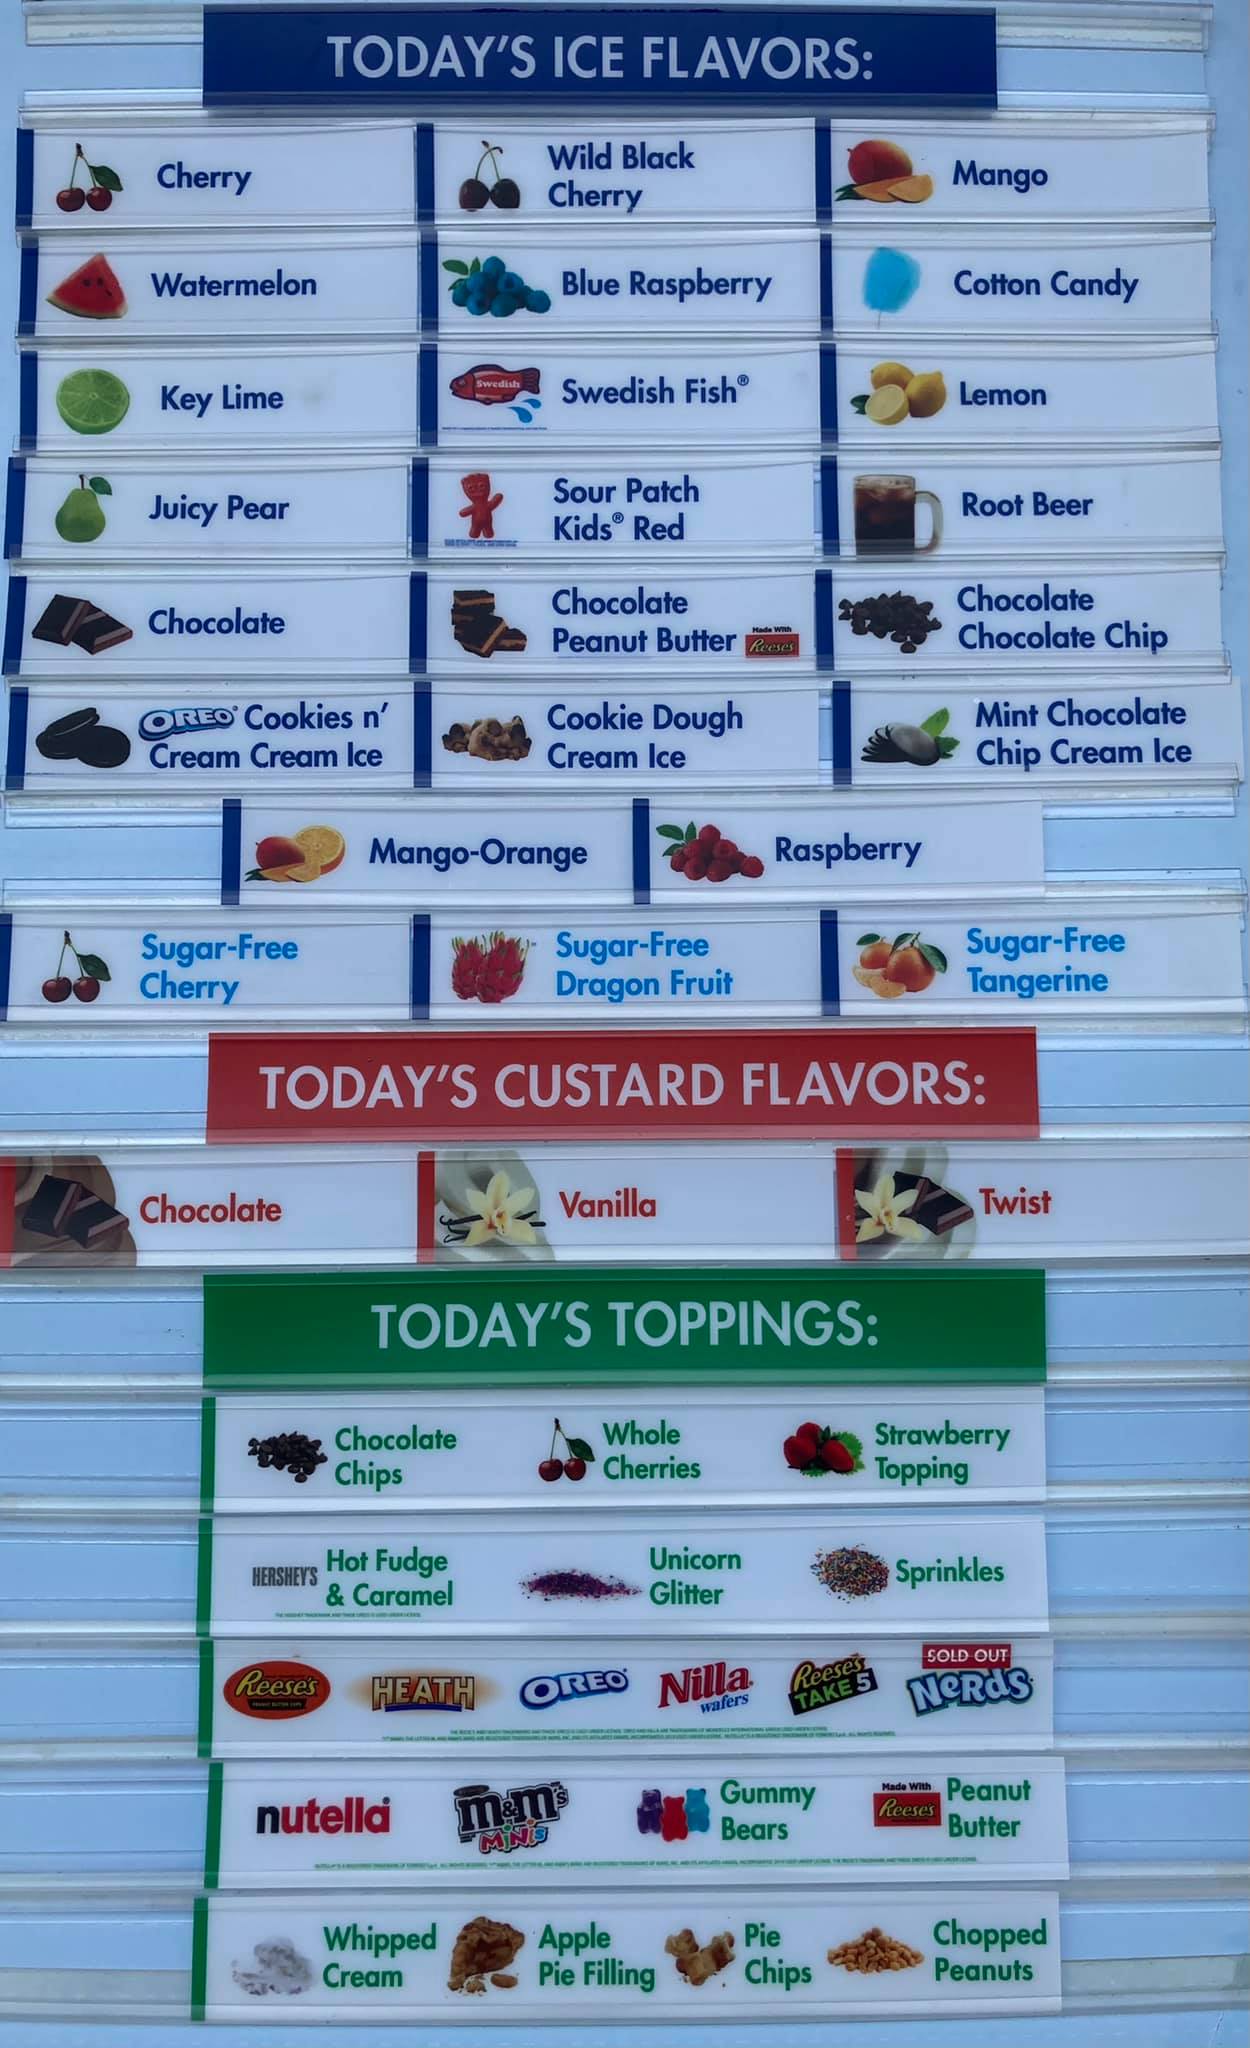 TODAY'S ICE FLAVORS:
Cherry
Wild Black
Cherry
Mango
Watermelon
Blue Raspberry
Cotton Candy
Key Lime
Swedish
Swedish Fish®
Lemon
Juicy Pear
Sour Patch
Kids® Red
Root Beer
Chocolate
Chocolate
Peanut Butter
Made With
Reese's
Chocolate
Chocolate Chip
OREO® Cookies n'
Cream Cream Ice
Cookie Dough
Cream Ice
Mint Chocolate
Chip Cream Ice
Mango-Orange
Raspberry
Sugar-Free
Cherry
Sugar-Free
Dragon Fruit
Sugar-Free
Tangerine
TODAY'S CUSTARD FLAVORS:
Chocolate
Vanilla
Twist
TODAY'S TOPPINGS:
Chocolate
Chips
Whole
Cherries
Strawberry
Topping
HERSHEY'S
Hot Fudge
& Caramel
Unicorn
Glitter
Sprinkles
Reese's
PEANUT BUTTER CUPS
HEATH
OREO®
Nilla
wafers
Reese's
TAKE 5
SOLD OUT
NeRds
nutella®
m&m's
MiNis
Gummy
Bears
Made With
Reese's
Peanut
Butter
Whipped
Cream
Apple
Pie Filling
Pie
Chips
Chopped
Peanuts